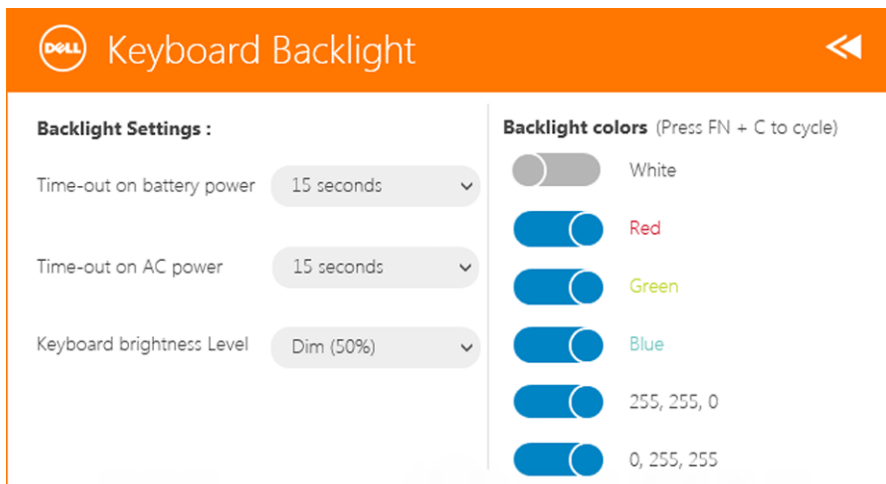 DELL Keyboard Backlight
Backlight Settings :
Time-out on battery power 15 seconds
Time-out on AC power 15 seconds
Keyboard brightness Level Dim (50%)
Backlight colors (Press FN + C to cycle)
White
Red
Green
Blue
255, 255, 0
0, 255, 255